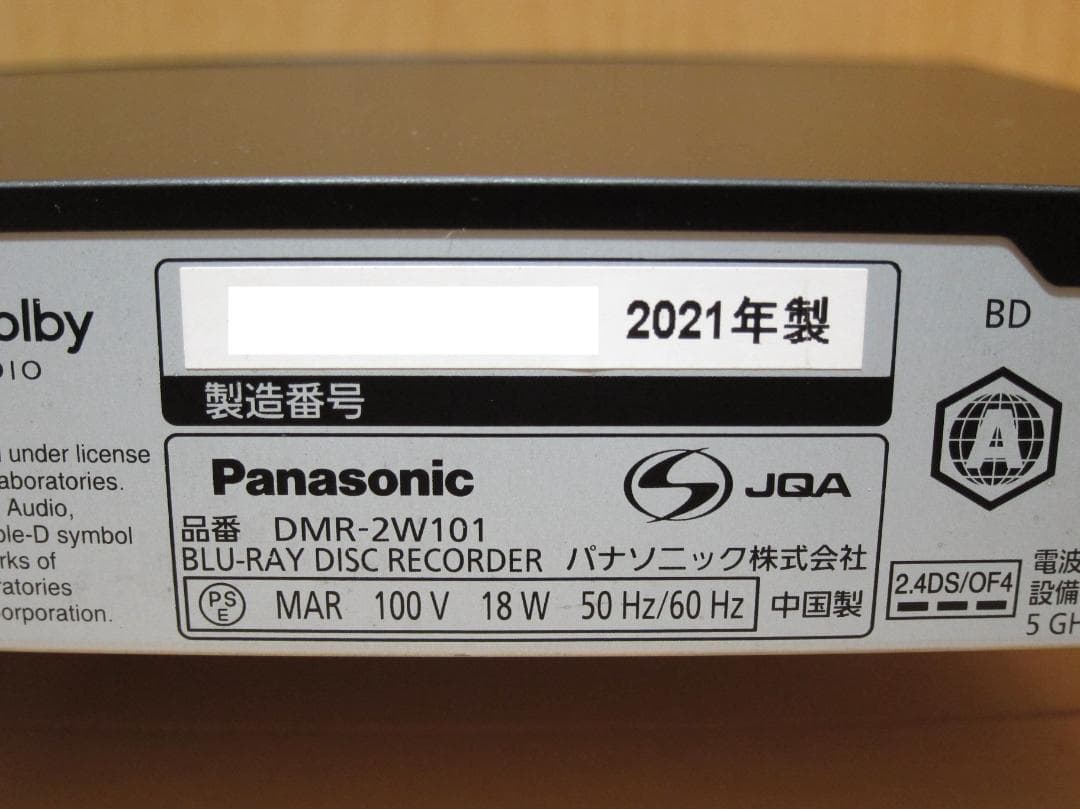 olby
DIO
under license
aboratories.
Audio,
ble-D symbol
rks of
ratories
orporation.
2021年製
製造番号
Panasonic
JQA
品番 DMR-2W101
BLU-RAY DISC RECORDER パナソニック株式会社
PSE MAR 100 V 18 W 50 Hz/60 Hz 中国製
BD
A
2.4DS/OF4
電波
設備
5 GH